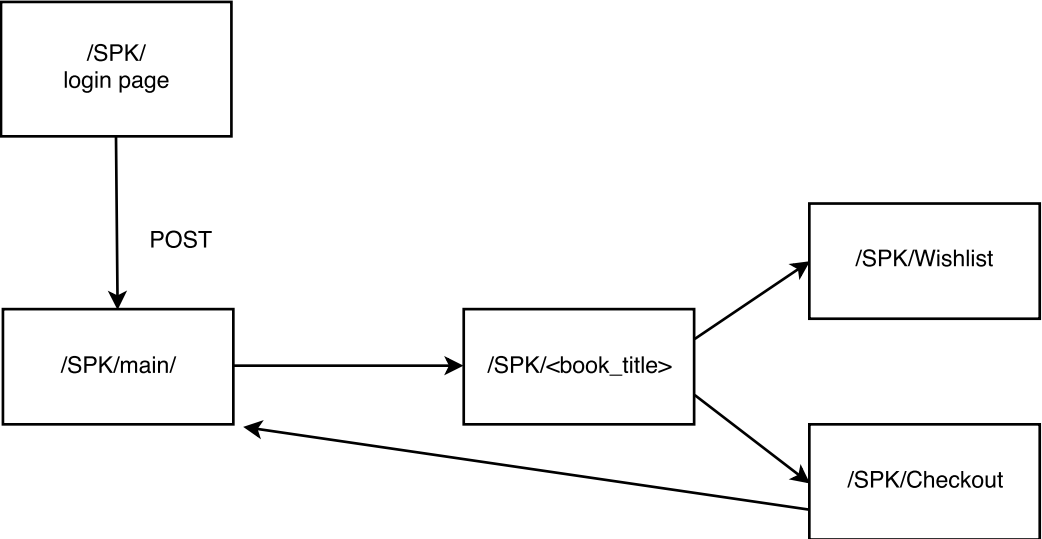 /SPK/
login page
POST
/SPK/Wishlist
/SPK/main/
/SPK/<book_title>
/SPK/Checkout